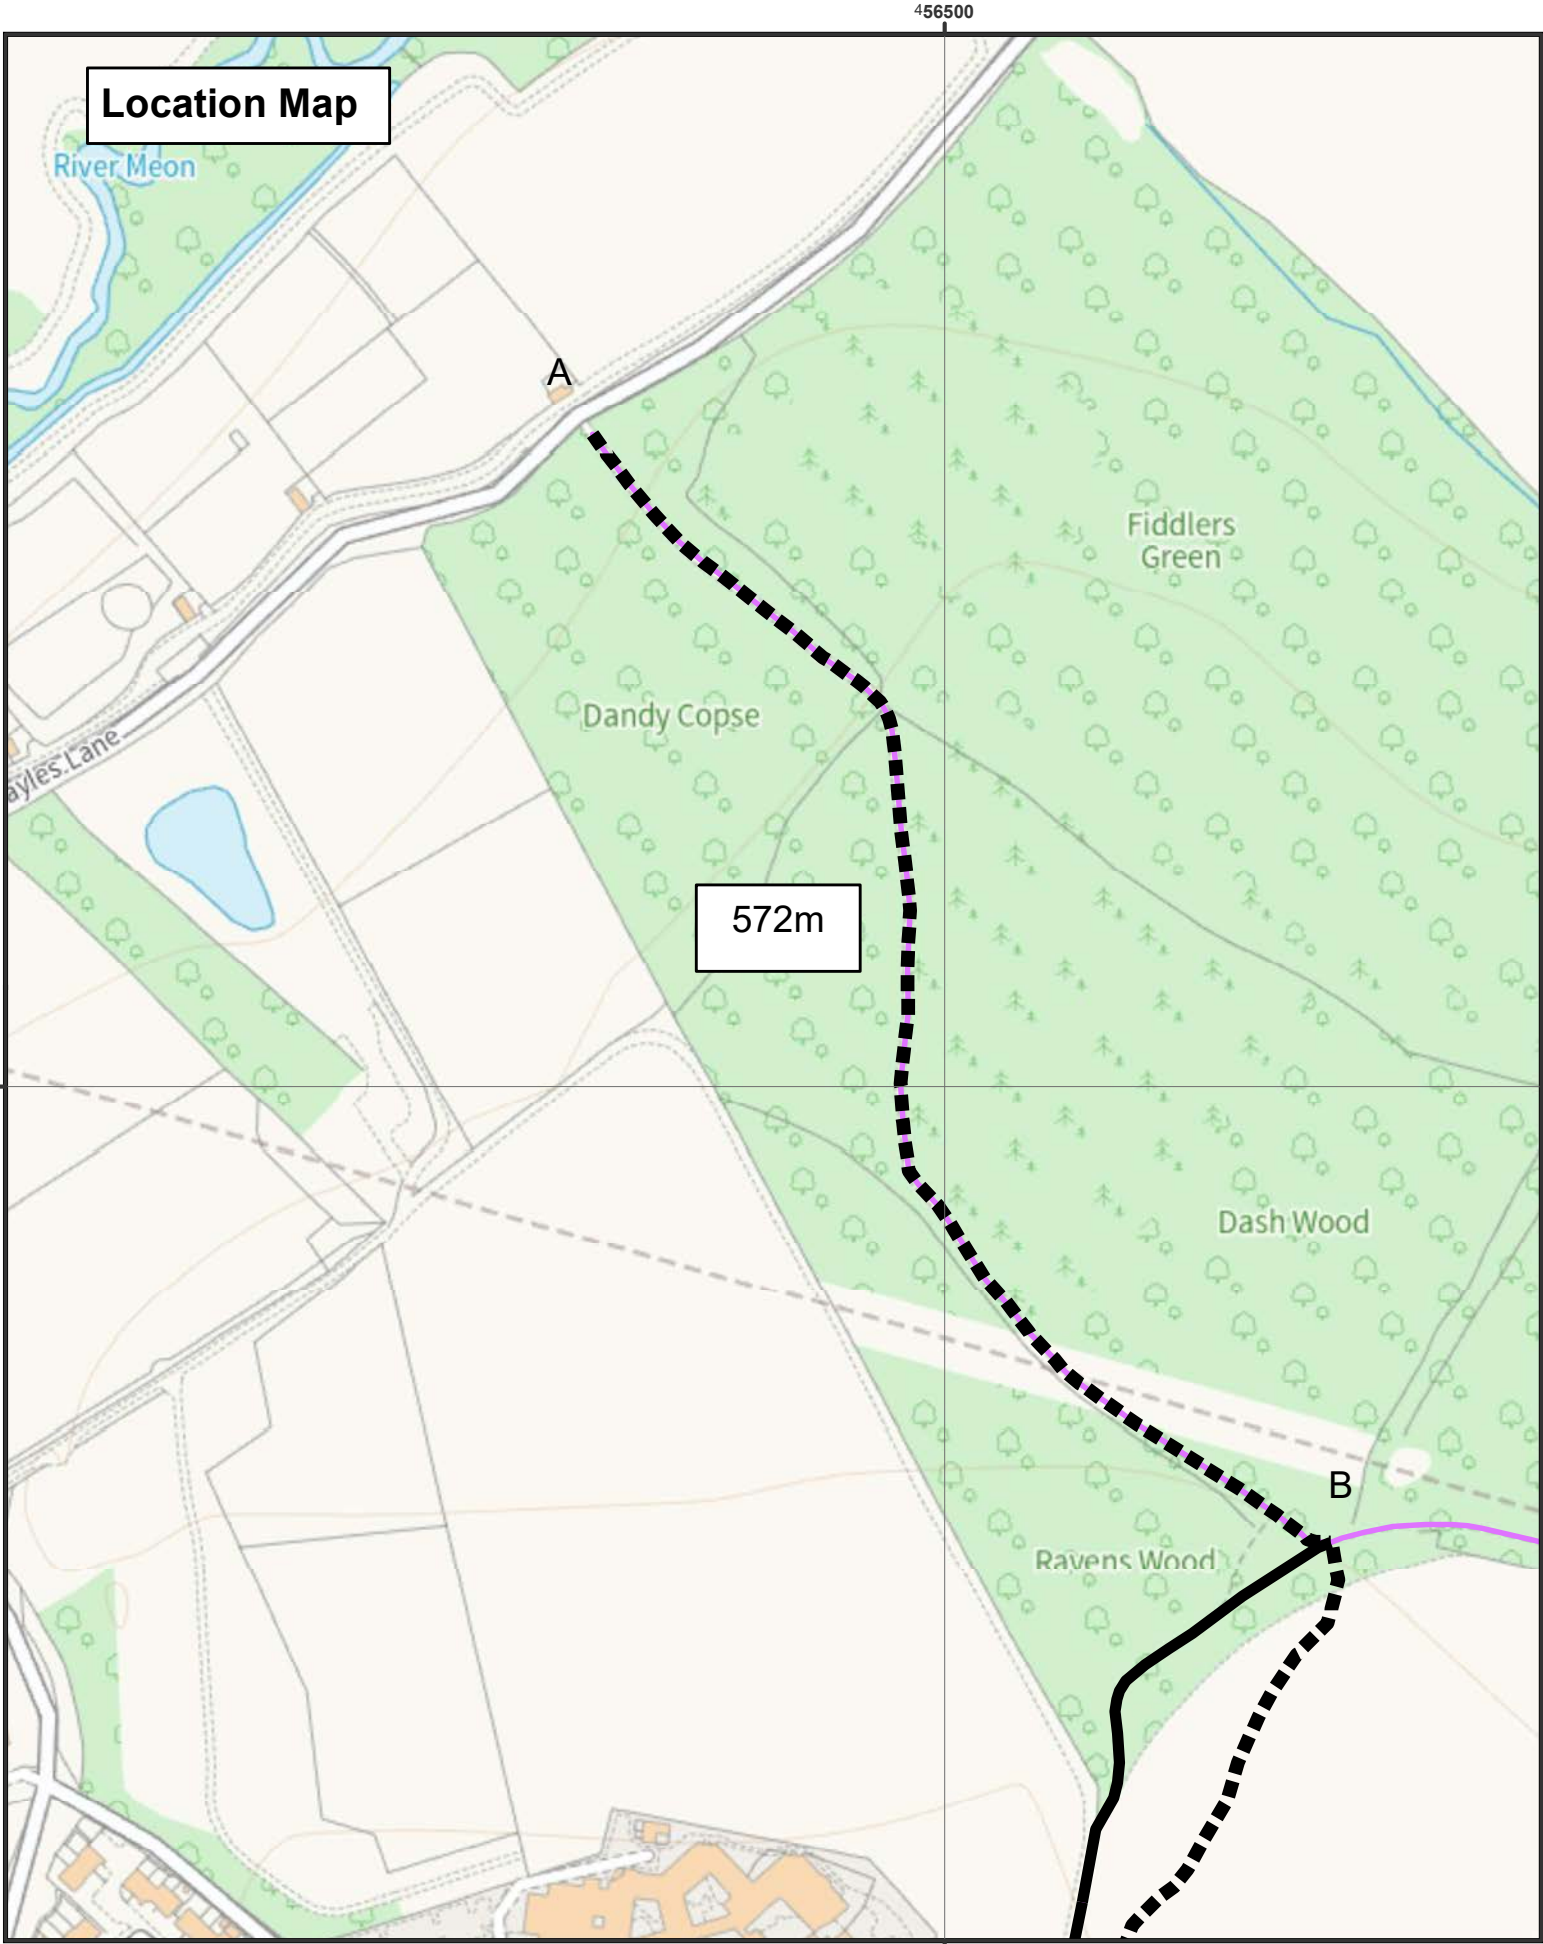 456500
Location Map
River Meon
A
Fiddlers
Green
Dandy Copse
ayles Lane
572m
Dash Wood
B
Ravens Wood